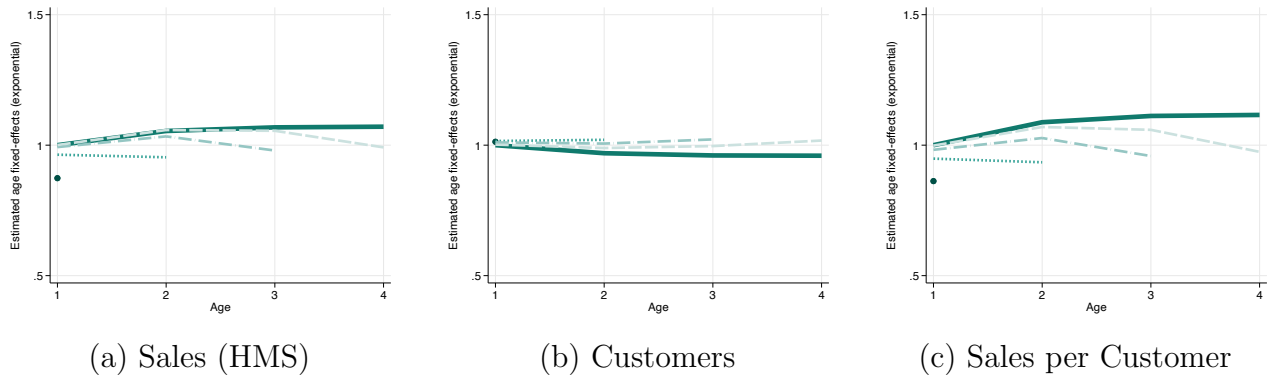 Estimated age fixed-effects (exponential)
1.5
1
.5
1 2 3 4
Age
(a) Sales (HMS)
Estimated age fixed-effects (exponential)
1.5
1
.5
1 2 3 4
Age
(b) Customers
Estimated age fixed-effects (exponential)
1.5
1
.5
1 2 3 4
Age
(c) Sales per Customer